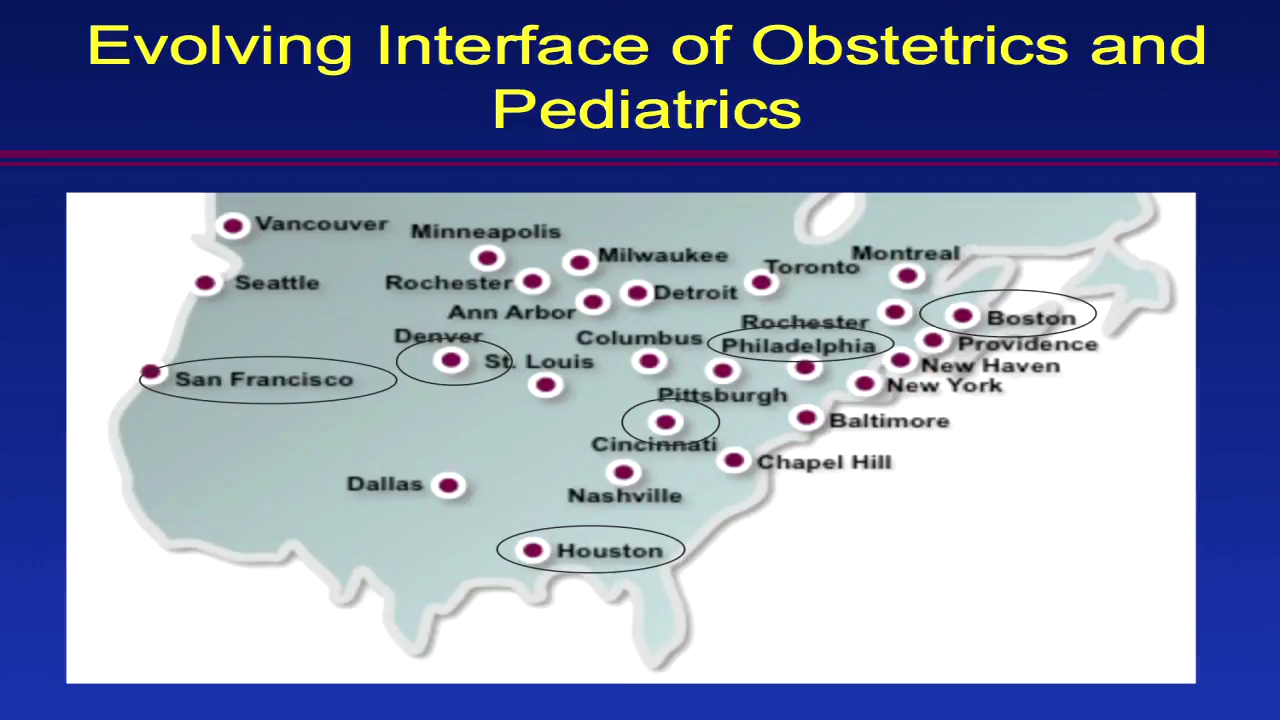 Evolving Interface of Obstetrics and
Pediatrics
Vancouver
Minneapolis
Milwaukee
Montreal
Toronto
Seattle
Rochester
Detroit
Ann Arbor
Rochester
Boston
Denver
Columbus
Philadelphia
Providence
St. Louis
New Haven
San Francisco
New York
Pittsburgh
Baltimore
Cincinnati
Chapel Hill
Dallas
Nashville
Houston